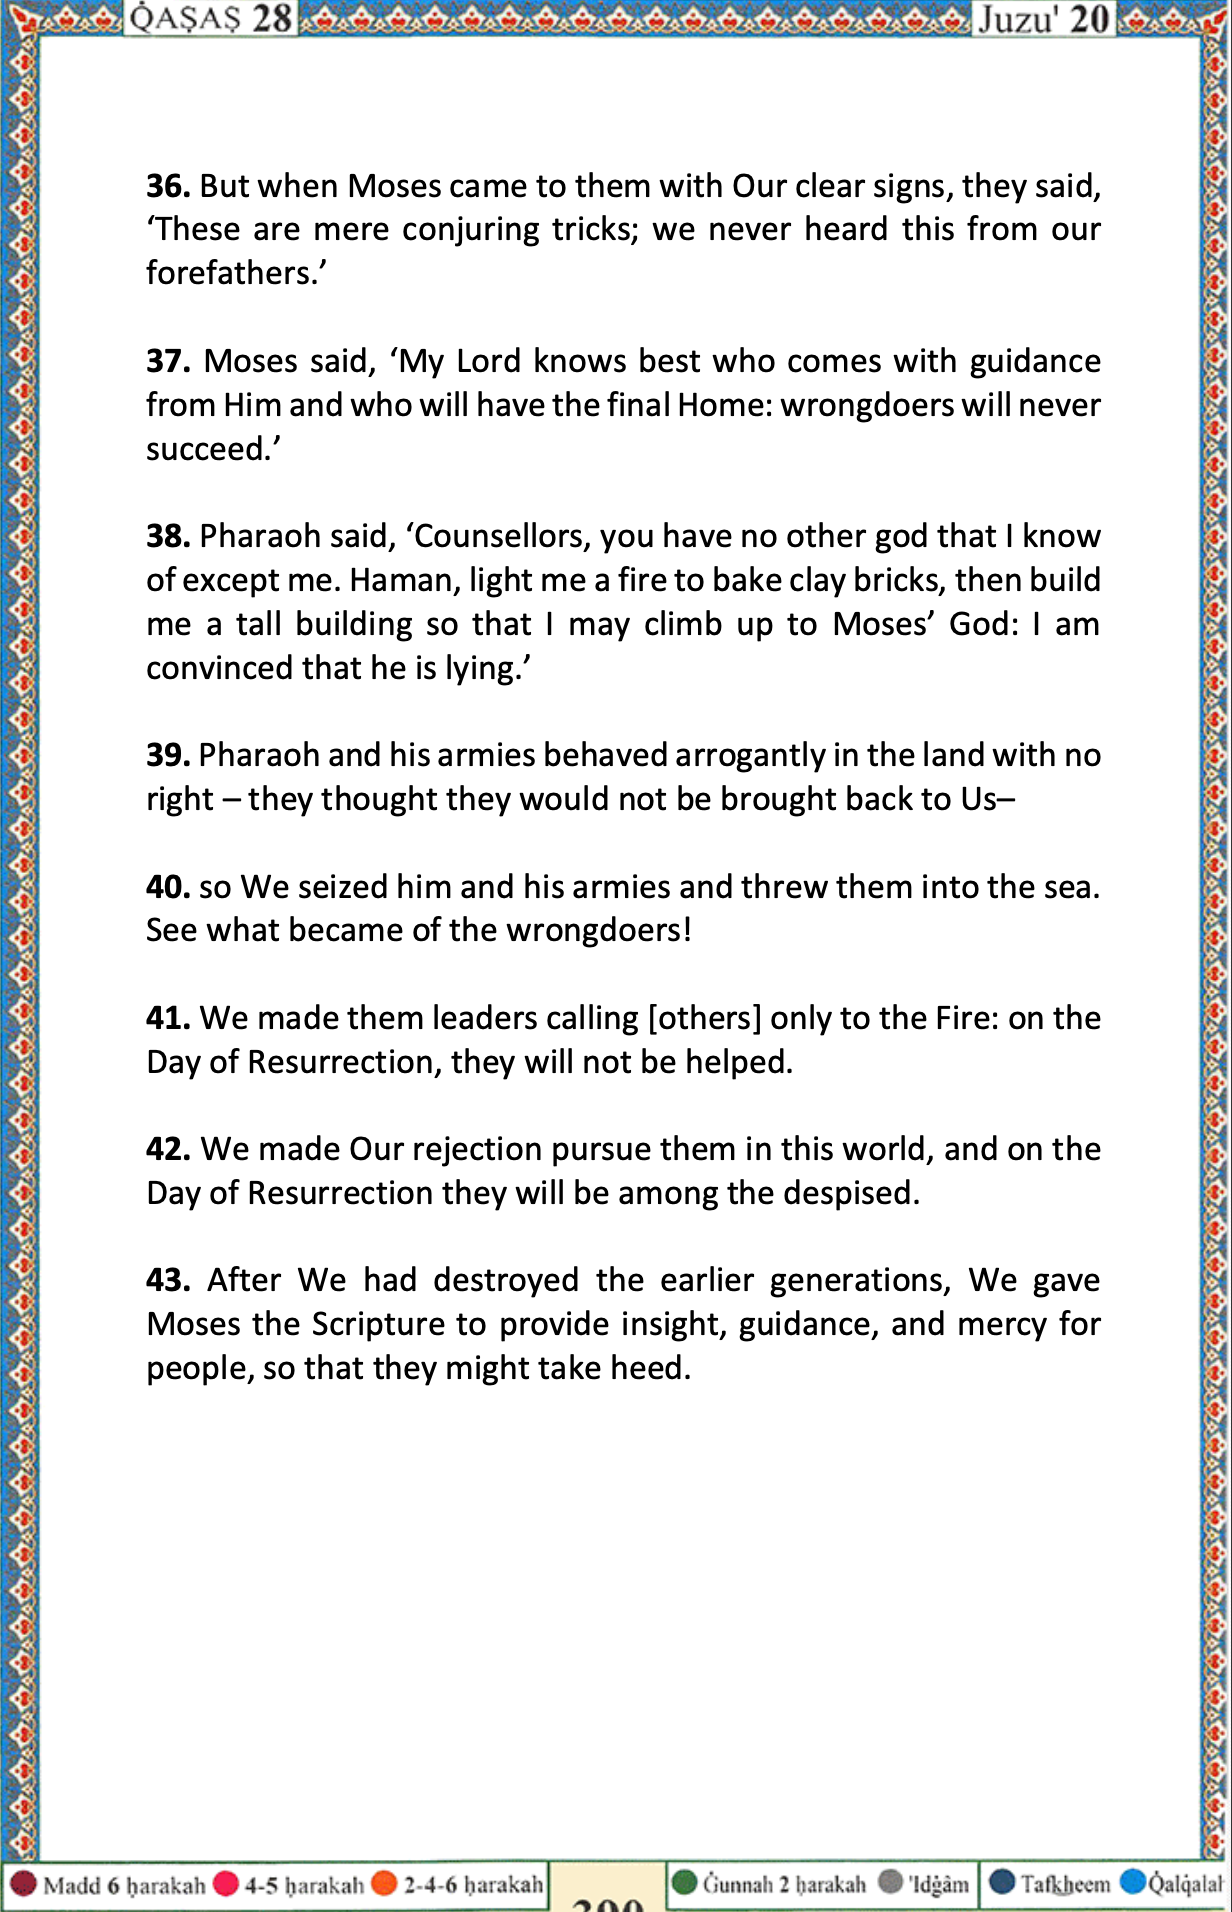 Q̇AṢAṢ 28
Juzu' 20
36. But when Moses came to them with Our clear signs, they said,
‘These are mere conjuring tricks; we never heard this from our
forefathers.’
37. Moses said, ‘My Lord knows best who comes with guidance
from Him and who will have the final Home: wrongdoers will never
succeed.’
38. Pharaoh said, ‘Counsellors, you have no other god that I know
of except me. Haman, light me a fire to bake clay bricks, then build
me a tall building so that I may climb up to Moses’ God: I am
convinced that he is lying.’
39. Pharaoh and his armies behaved arrogantly in the land with no
right – they thought they would not be brought back to Us–
40. so We seized him and his armies and threw them into the sea.
See what became of the wrongdoers!
41. We made them leaders calling [others] only to the Fire: on the
Day of Resurrection, they will not be helped.
42. We made Our rejection pursue them in this world, and on the
Day of Resurrection they will be among the despised.
43. After We had destroyed the earlier generations, We gave
Moses the Scripture to provide insight, guidance, and mercy for
people, so that they might take heed.
Madd 6 ḥarakah 4-5 ḥarakah 2-4-6 ḥarakah
Ġunnah 2 ḥarakah 'Idġâm Tafk͟heem